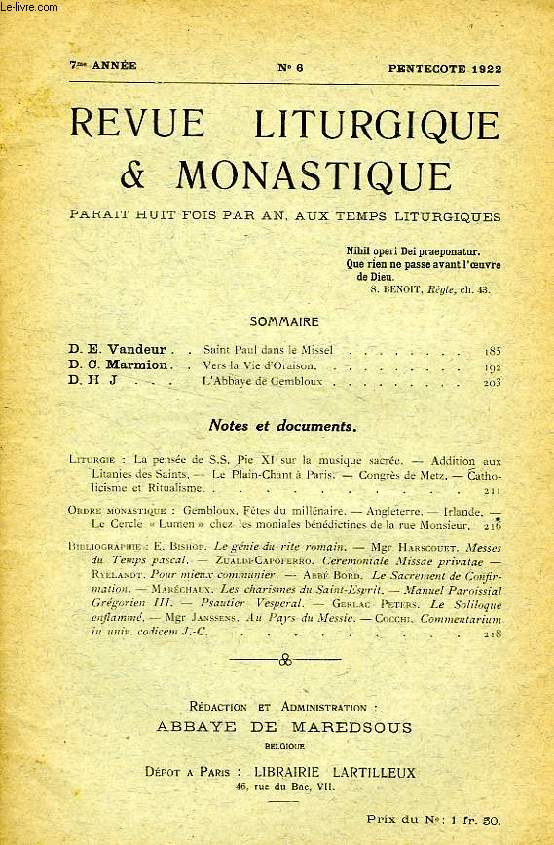 Le-livre.com
7me ANNÉE N° 6 PENTECOTE 1922
REVUE LITURGIQUE
& MONASTIQUE
PARAIT HUIT FOIS PAR AN, AUX TEMPS LITURGIQUES
Nihil operi Dei praeponatur.
Que rien ne passe avant l'œuvre
de Dieu.
S. BENOIT, Règle, ch. 43.
SOMMAIRE
D. E. Vandeur . . Saint Paul dans le Missel . . . . . . . . 185
D. C. Marmion . . Vers la Vie d'Oraison. . . . . . . . . 192
D. H J . . . L'Abbaye de Gembloux . . . . . . . . 203
Notes et documents.
LITURGIE : La pensée de S.S. Pie XI sur la musique sacrée. — Addition aux
Litanies des Saints. — Le Plain-Chant à Paris. — Congrès de Metz. — Catho-
licisme et Ritualisme. . . . . . . . . . . . . . 211
ORDRE MONASTIQUE : Gembloux, Fêtes du millénaire. — Angleterre. — Irlande. —
Le Cercle « Lumen » chez les moniales bénédictines de la rue Monsieur. 216
BIBLIOGRAPHIE : E. BISHOP. Le génie du rite romain. — Mgr HARSCOUET. Messes
du Temps pascal. — ZUALDI-CAPOFERRO. Ceremoniale Missae privatae —
RYELANDT. Pour mieux communier — ABBÉ BORD. Le Sacrement de Confir-
mation. — MARÉCHAUX. Les charismes du Saint-Esprit. — Manuel Paroissial
Grégorien III. — Psautier Vesperal. — GERLAC PETERS. Le Soliloque
enflammé. — Mgr JANSSENS. Au Pays du Messie. — COCCHI. Commentarium
in univ. codicem J.-C. . . . . . . . . . . . . . 218
RÉDACTION ET ADMINISTRATION :
ABBAYE DE MAREDSOUS
BELGIQUE
DÉPOT A PARIS : LIBRAIRIE LARTILLEUX
46, rue du Bac, VII.
Prix du N° : 1 fr. 50.